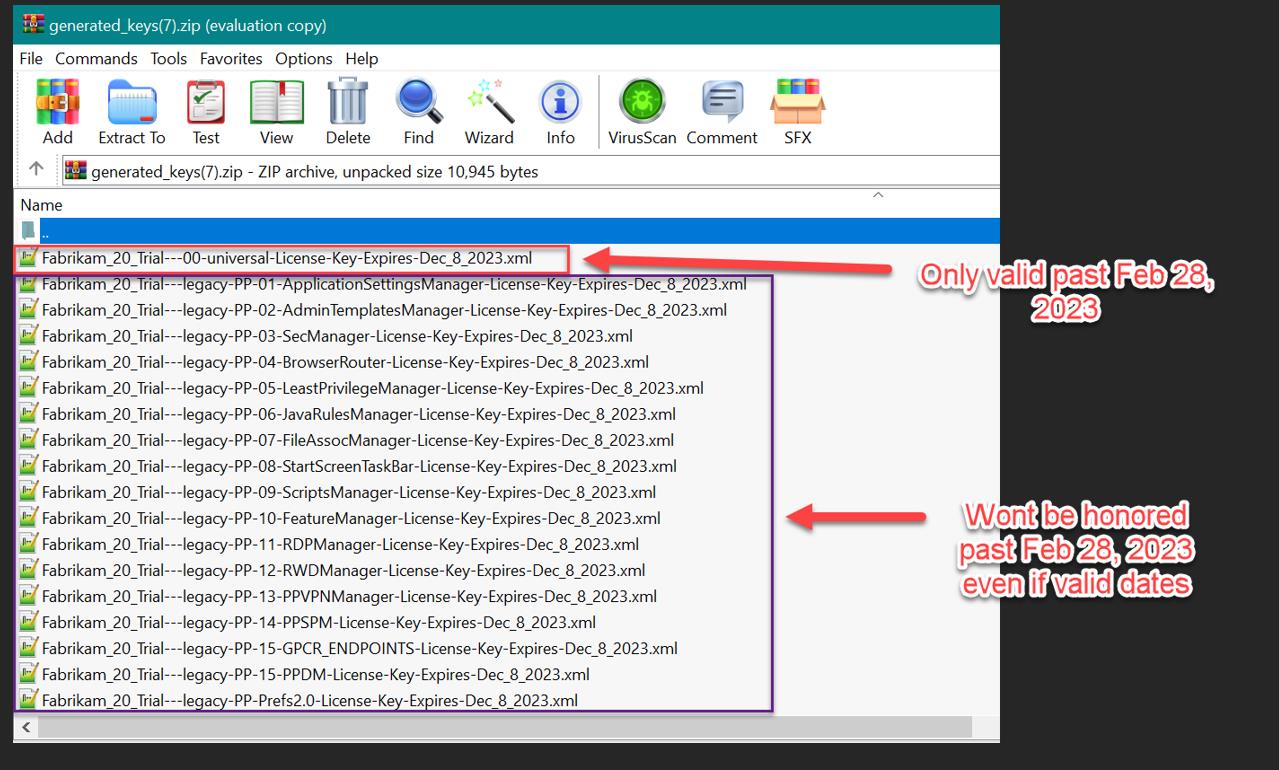 generated_keys(7).zip (evaluation copy)
File Commands Tools Favorites Options Help
Add Extract To Test View Delete Find Wizard Info VirusScan Comment SFX
generated_keys(7).zip - ZIP archive, unpacked size 10,945 bytes
Name
..
Fabrikam_20_Trial---00-universal-License-Key-Expires-Dec_8_2023.xml
Fabrikam_20_Trial---legacy-PP-01-ApplicationSettingsManager-License-Key-Expires-Dec_8_2023.xml
Fabrikam_20_Trial---legacy-PP-02-AdminTemplatesManager-License-Key-Expires-Dec_8_2023.xml
Fabrikam_20_Trial---legacy-PP-03-SecManager-License-Key-Expires-Dec_8_2023.xml
Fabrikam_20_Trial---legacy-PP-04-BrowserRouter-License-Key-Expires-Dec_8_2023.xml
Fabrikam_20_Trial---legacy-PP-05-LeastPrivilegeManager-License-Key-Expires-Dec_8_2023.xml
Fabrikam_20_Trial---legacy-PP-06-JavaRulesManager-License-Key-Expires-Dec_8_2023.xml
Fabrikam_20_Trial---legacy-PP-07-FileAssocManager-License-Key-Expires-Dec_8_2023.xml
Fabrikam_20_Trial---legacy-PP-08-StartScreenTaskBar-License-Key-Expires-Dec_8_2023.xml
Fabrikam_20_Trial---legacy-PP-09-ScriptsManager-License-Key-Expires-Dec_8_2023.xml
Fabrikam_20_Trial---legacy-PP-10-FeatureManager-License-Key-Expires-Dec_8_2023.xml
Fabrikam_20_Trial---legacy-PP-11-RDPManager-License-Key-Expires-Dec_8_2023.xml
Fabrikam_20_Trial---legacy-PP-12-RWDManager-License-Key-Expires-Dec_8_2023.xml
Fabrikam_20_Trial---legacy-PP-13-PPVPNManager-License-Key-Expires-Dec_8_2023.xml
Fabrikam_20_Trial---legacy-PP-14-PPSPM-License-Key-Expires-Dec_8_2023.xml
Fabrikam_20_Trial---legacy-PP-15-GPCR_ENDPOINTS-License-Key-Expires-Dec_8_2023.xml
Fabrikam_20_Trial---legacy-PP-15-PPDM-License-Key-Expires-Dec_8_2023.xml
Fabrikam_20_Trial---legacy-PP-Prefs2.0-License-Key-Expires-Dec_8_2023.xml
Only valid past Feb 28,
2023
Wont be honored
past Feb 28, 2023
even if valid dates